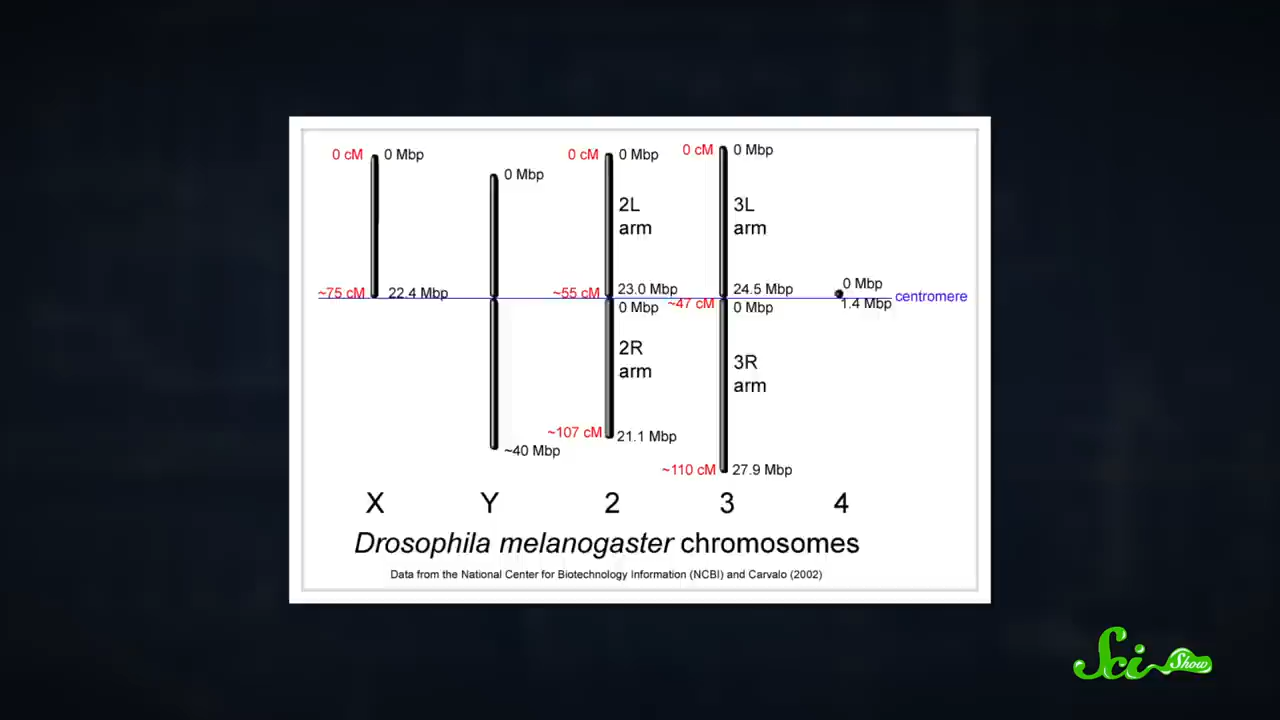 0 cM 0 Mbp
0 Mbp
0 cM 0 Mbp
0 cM 0 Mbp
2L
arm
3L
arm
~75 cM 22.4 Mbp
~55 cM 23.0 Mbp
0 Mbp
~47 cM 24.5 Mbp
0 Mbp
0 Mbp
1.4 Mbp
centromere
2R
arm
3R
arm
~40 Mbp
~107 cM 21.1 Mbp
~110 cM 27.9 Mbp
X Y 2 3 4
Drosophila melanogaster chromosomes
Data from the National Center for Biotechnology Information (NCBI) and Carvalo (2002)
Sci Show